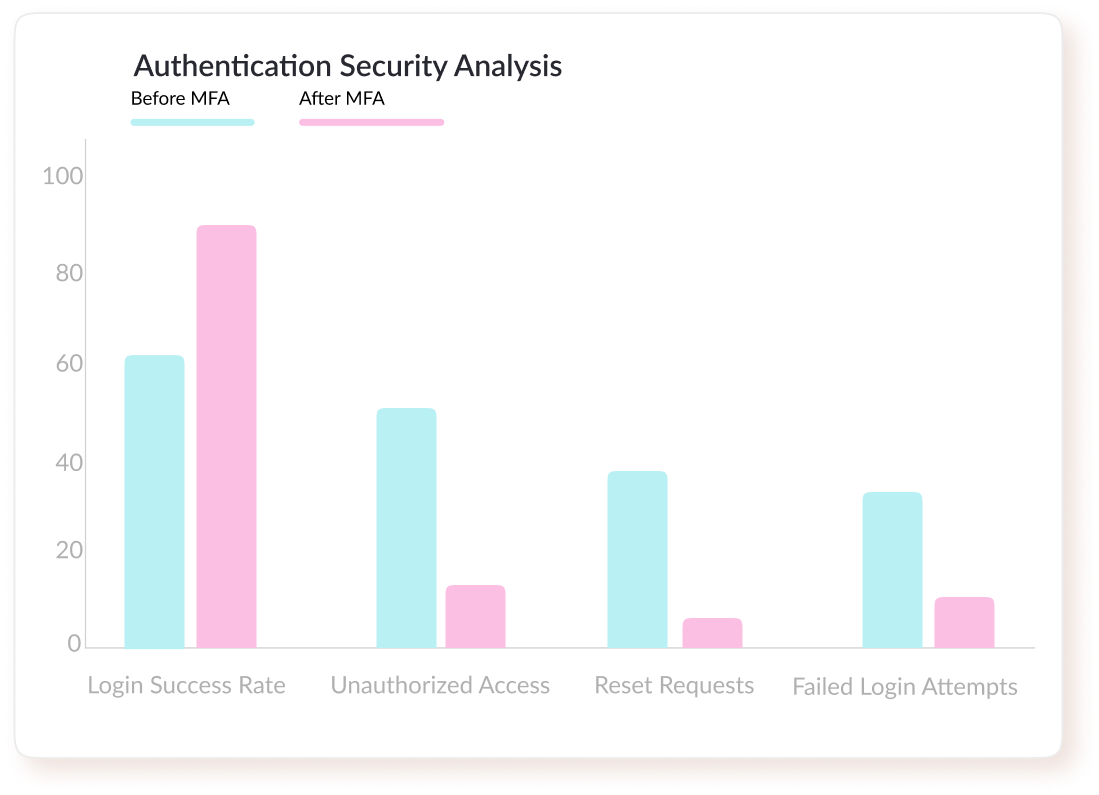 Authentication Security Analysis
Before MFA After MFA
100
80
60
40
20
0
Login Success Rate Unauthorized Access Reset Requests Failed Login Attempts